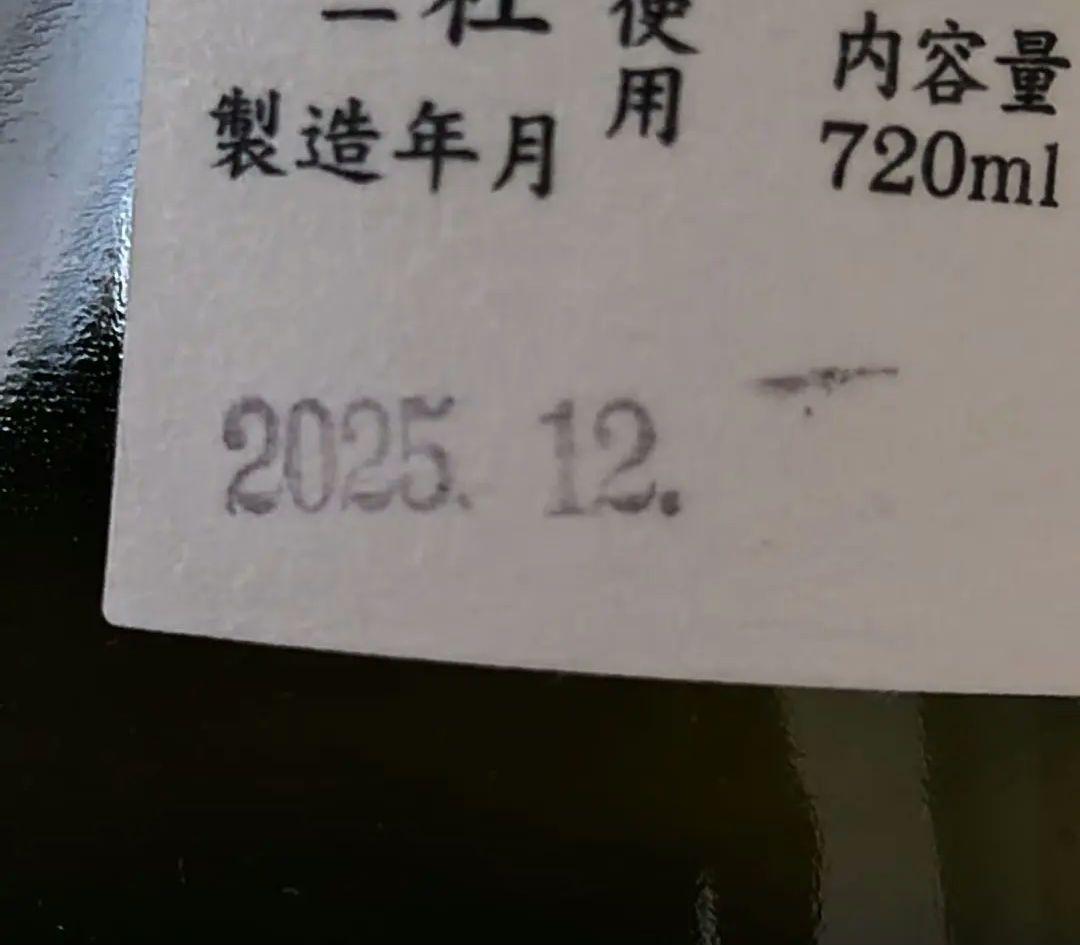 使用
内容量
720ml
製造年月
2025. 12.